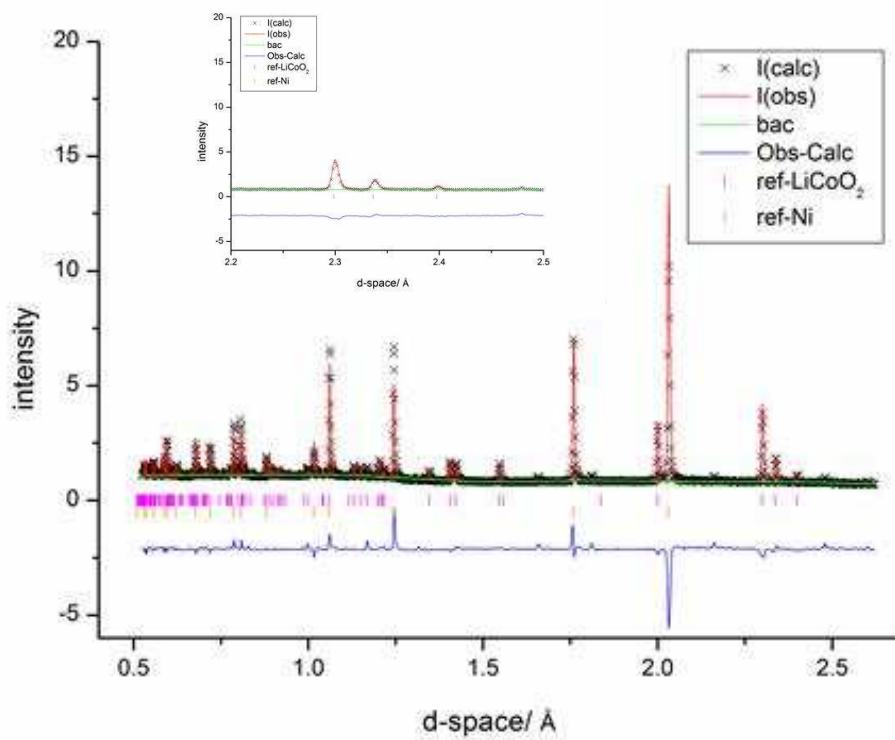 20
15
10
5
0
-5
intensity
2.2
2.3
2.4
2.5
d-space/ Å
I(calc)
I(obs)
bac
Obs-Calc
ref-LiCoO₂
ref-Ni
20
15
10
5
0
-5
intensity
0.5
1.0
1.5
2.0
2.5
d-space/ Å
I(calc)
I(obs)
bac
Obs-Calc
ref-LiCoO₂
ref-Ni